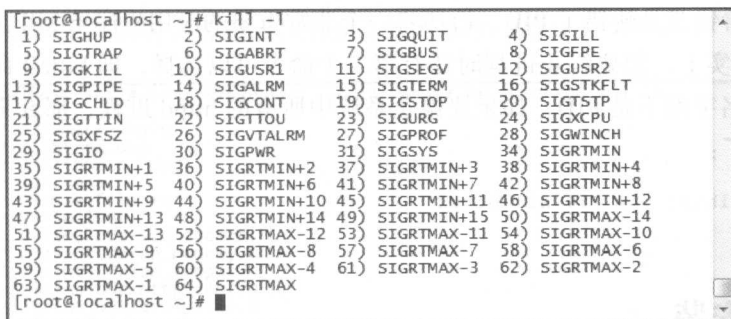 [root@localhost ~]# kill -l
1) SIGHUP 2) SIGINT 3) SIGQUIT 4) SIGILL
5) SIGTRAP 6) SIGABRT 7) SIGBUS 8) SIGFPE
9) SIGKILL 10) SIGUSR1 11) SIGSEGV 12) SIGUSR2
13) SIGPIPE 14) SIGALRM 15) SIGTERM 16) SIGSTKFLT
17) SIGCHLD 18) SIGCONT 19) SIGSTOP 20) SIGTSTP
21) SIGTTIN 22) SIGTTOU 23) SIGURG 24) SIGXCPU
25) SIGXFSZ 26) SIGVTALRM 27) SIGPROF 28) SIGWINCH
29) SIGIO 30) SIGPWR 31) SIGSYS 34) SIGRTMIN
35) SIGRTMIN+1 36) SIGRTMIN+2 37) SIGRTMIN+3 38) SIGRTMIN+4
39) SIGRTMIN+5 40) SIGRTMIN+6 41) SIGRTMIN+7 42) SIGRTMIN+8
43) SIGRTMIN+9 44) SIGRTMIN+10 45) SIGRTMIN+11 46) SIGRTMIN+12
47) SIGRTMIN+13 48) SIGRTMIN+14 49) SIGRTMIN+15 50) SIGRTMAX-14
51) SIGRTMAX-13 52) SIGRTMAX-12 53) SIGRTMAX-11 54) SIGRTMAX-10
55) SIGRTMAX-9 56) SIGRTMAX-8 57) SIGRTMAX-7 58) SIGRTMAX-6
59) SIGRTMAX-5 60) SIGRTMAX-4 61) SIGRTMAX-3 62) SIGRTMAX-2
63) SIGRTMAX-1 64) SIGRTMAX
[root@localhost ~]#